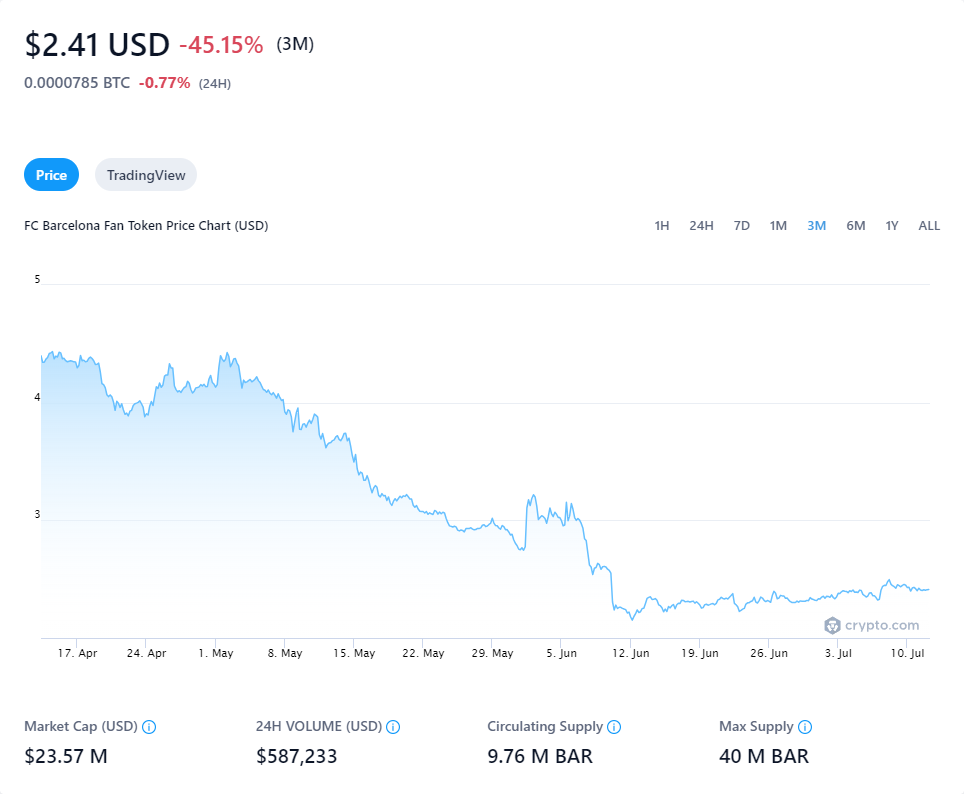 $2.41 USD -45.15% (3M)
0.0000785 BTC -0.77% (24H)
Price TradingView
FC Barcelona Fan Token Price Chart (USD) 1H 24H 7D 1M 3M 6M 1Y ALL
5
4
3
crypto.com
17. Apr 24. Apr 1. May 8. May 15. May 22. May 29. May 5. Jun 12. Jun 19. Jun 26. Jun 3. Jul 10. Jul
Market Cap (USD) 24H VOLUME (USD) Circulating Supply Max Supply
$23.57 M $587,233 9.76 M BAR 40 M BAR